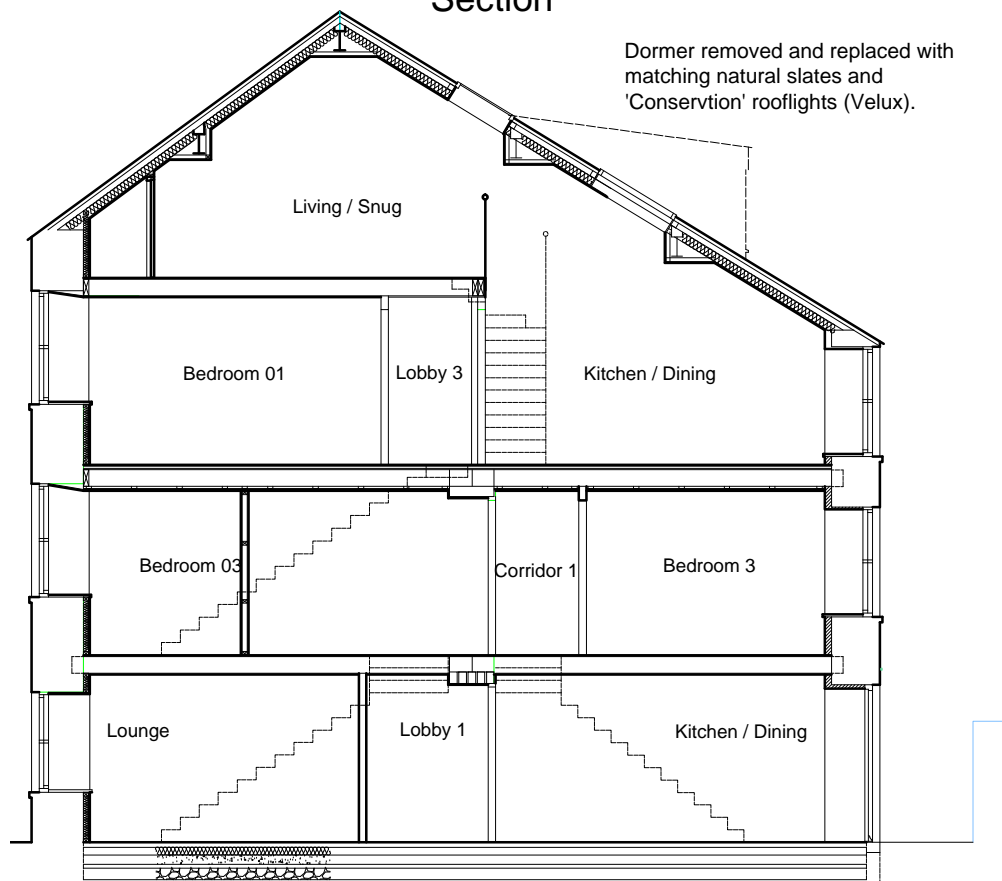 Section
Dormer removed and replaced with
matching natural slates and
'Conservtion' rooflights (Velux).
Living / Snug
Bedroom 01
Lobby 3
Kitchen / Dining
Bedroom 03
Corridor 1
Bedroom 3
Lounge
Lobby 1
Kitchen / Dining